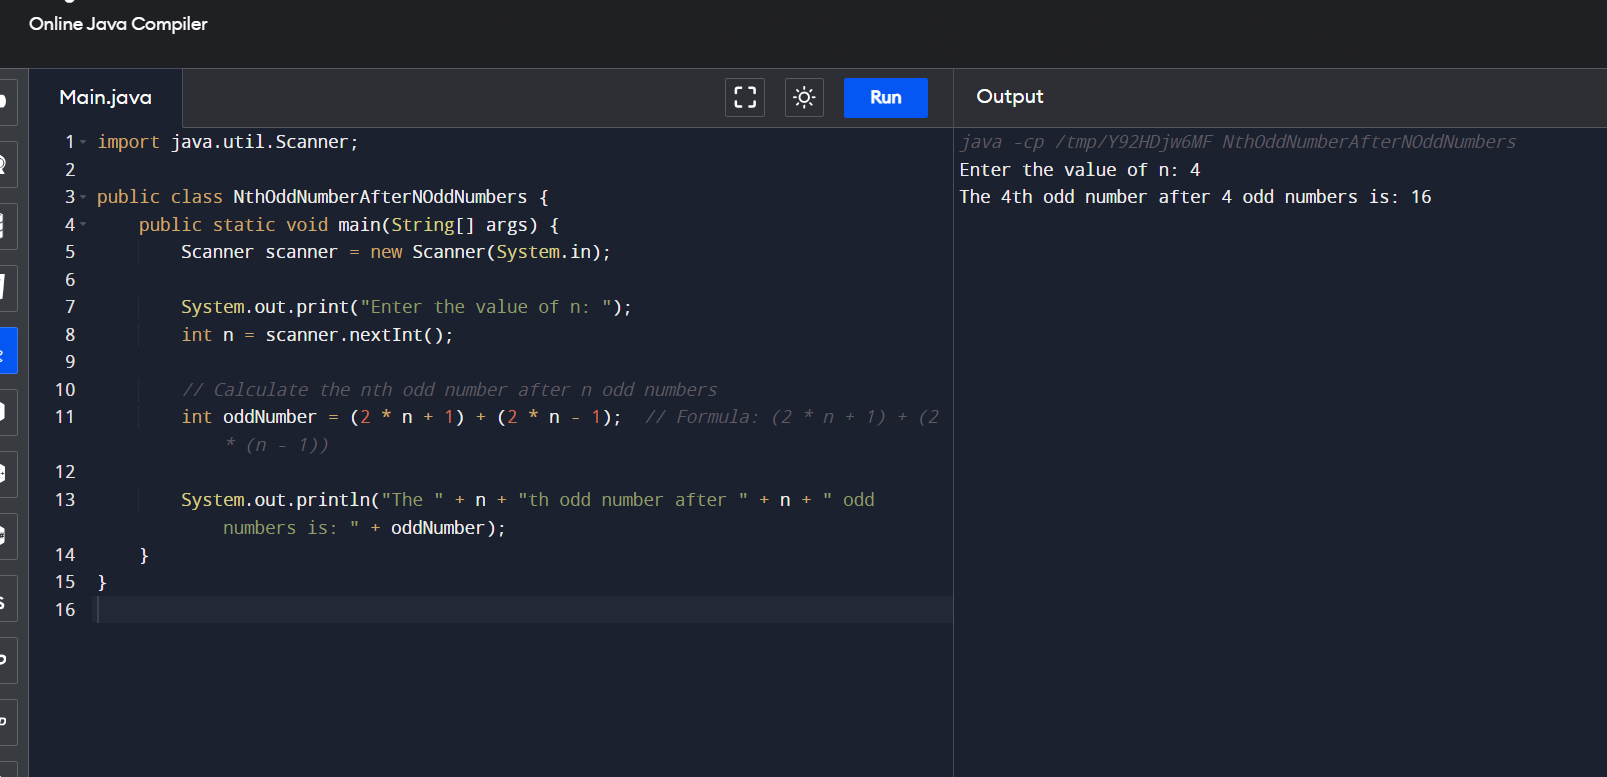 Online Java Compiler
Main.java
Run
Output
1 import java.util.Scanner;
2
3 public class NthOddNumberAfterNOddNumbers {
4 public static void main(String[] args) {
5 Scanner scanner = new Scanner(System.in);
6
7 System.out.print("Enter the value of n: ");
8 int n = scanner.nextInt();
9
10 // Calculate the nth odd number after n odd numbers
11 int oddNumber = (2 * n + 1) + (2 * n - 1); // Formula: (2 * n + 1) + (2
* (n - 1))
12
13 System.out.println("The " + n + "th odd number after " + n + " odd
numbers is: " + oddNumber);
14 }
15 }
16
java -cp /tmp/Y92HDjw6MF NthOddNumberAfterNOddNumbers
Enter the value of n: 4
The 4th odd number after 4 odd numbers is: 16